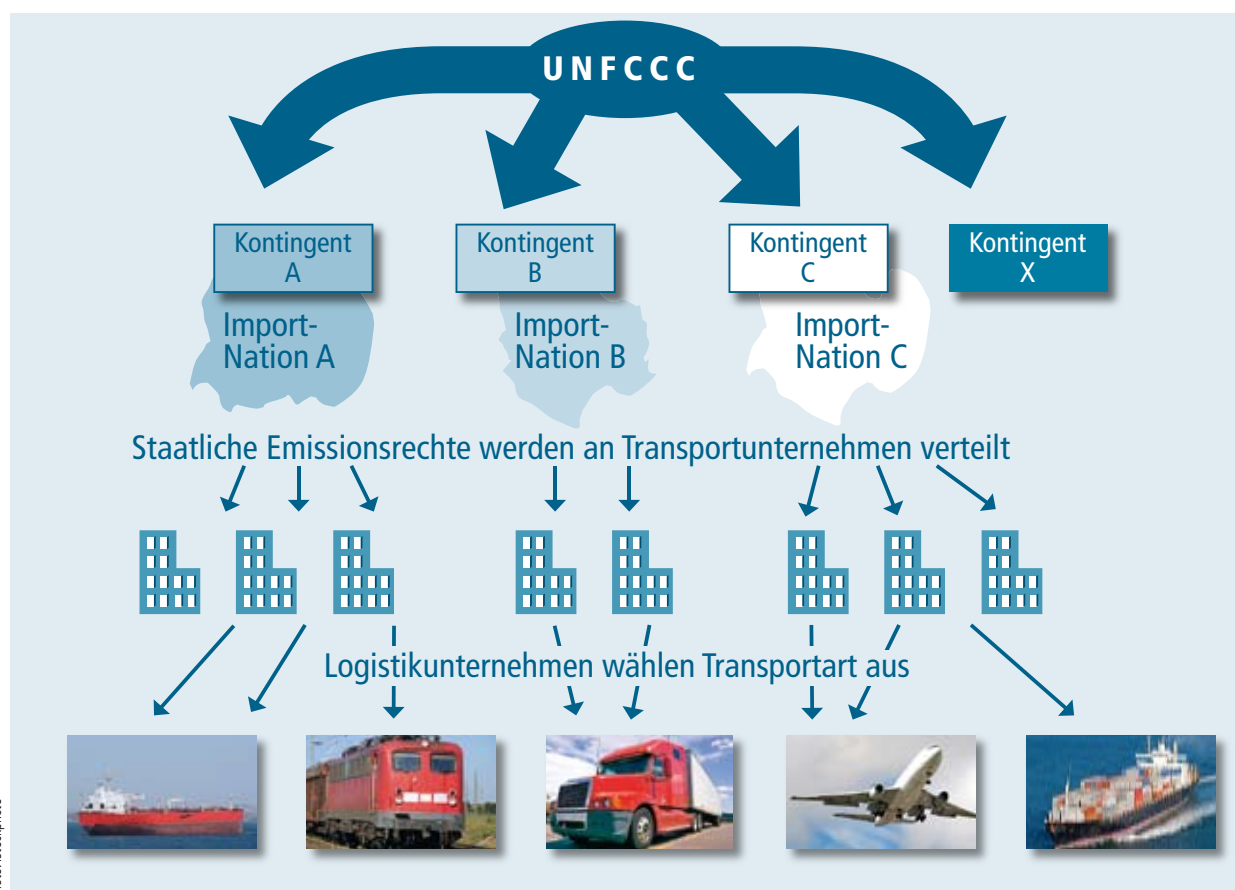 UNFCCC
Kontingent
A
Kontingent
B
Kontingent
C
Kontingent
X
Import-
Nation A
Import-
Nation B
Import-
Nation C
Staatliche Emissionsrechte werden an Transportunternehmen verteilt
Logistikunternehmen wählen Transportart aus